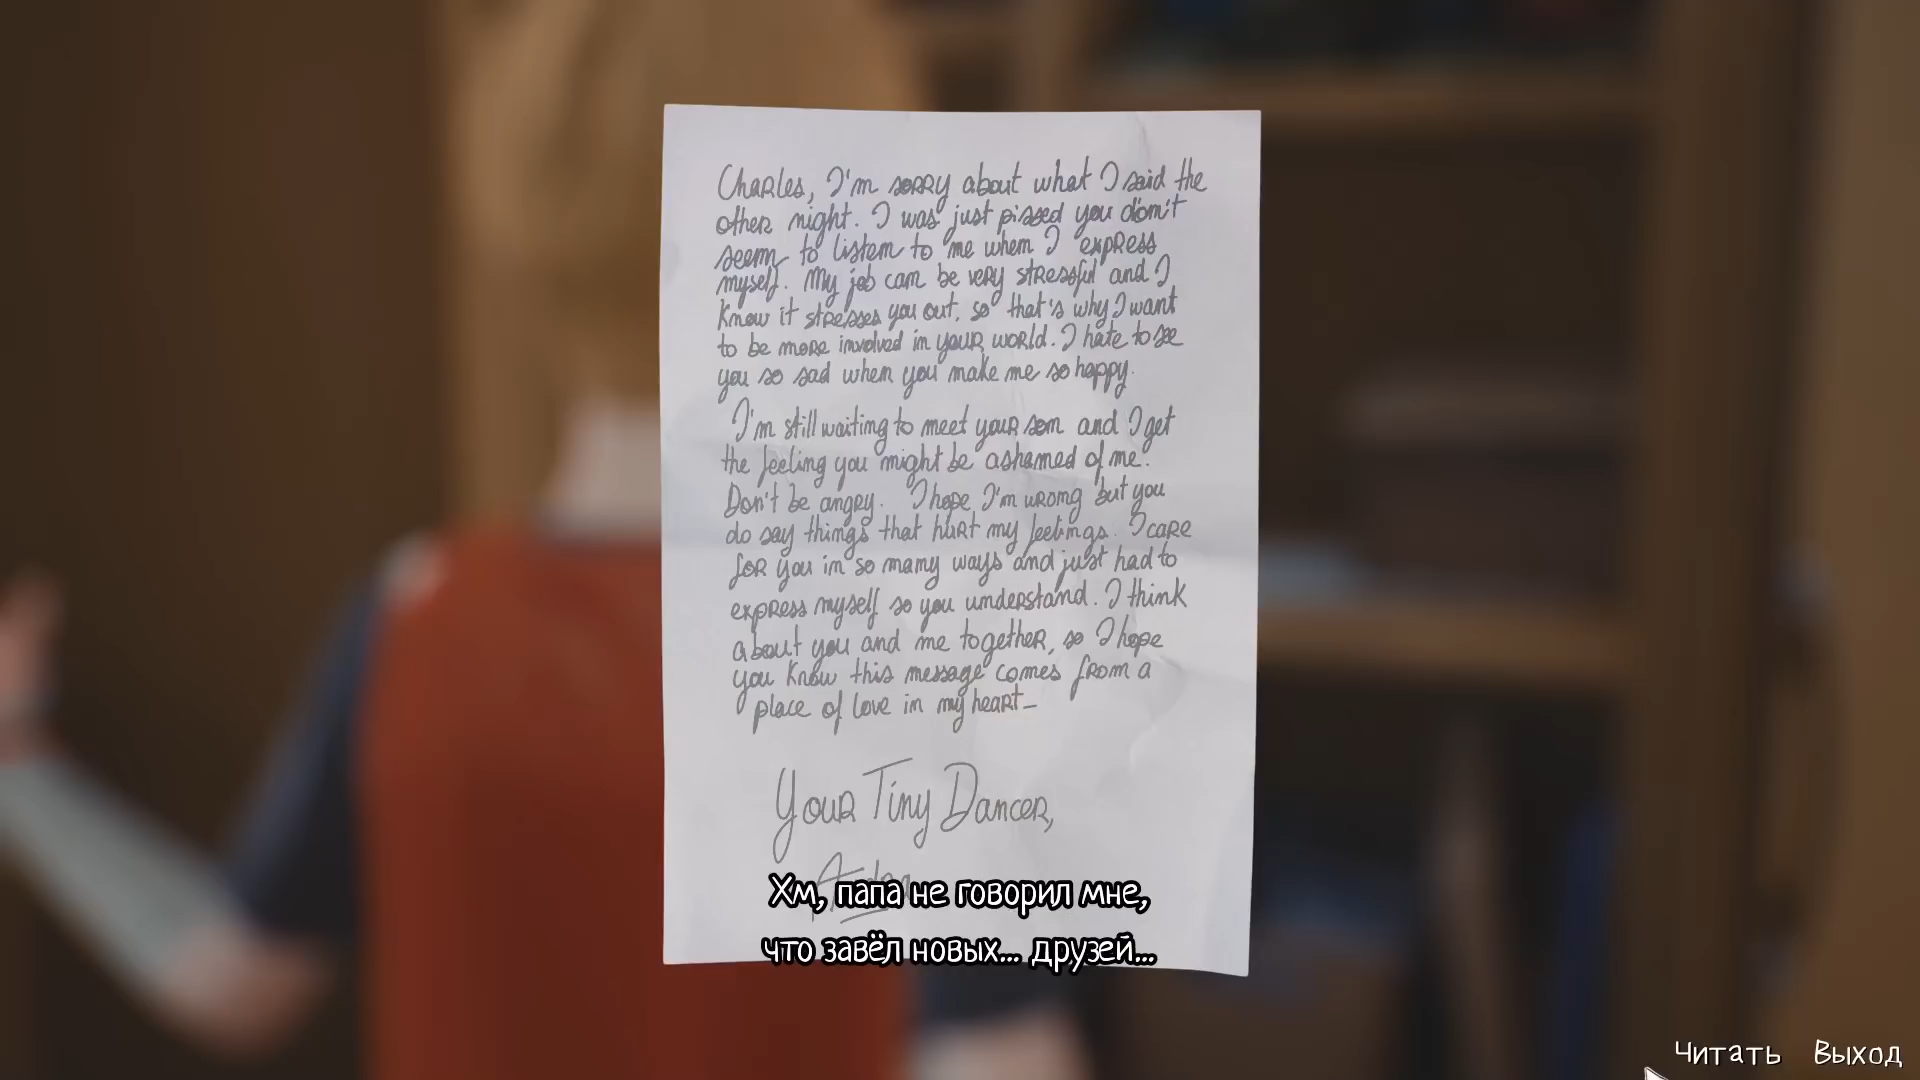 Charles, I'm sorry about what I said the
other night. I was just pissed you don't
seem to listen to me when I express
myself. My job can be very stressful and I
know it stresses you out, so that's why I want
to be more involved in your world. I hate to see
you so sad when you make me so happy.
I'm still waiting to meet your son and I get
the feeling you might be ashamed of me.
Don't be angry. I hope I'm wrong but you
do say things that hurt my feelings. I care
for you in so many ways and just had to
express myself so you understand. I think
about you and me together, so I hope
you know this message comes from a
place of love in my heart_
Your Tiny Dancer,
Хм, папа не говорил мне,
что завёл новых... друзей...
Читать Выход